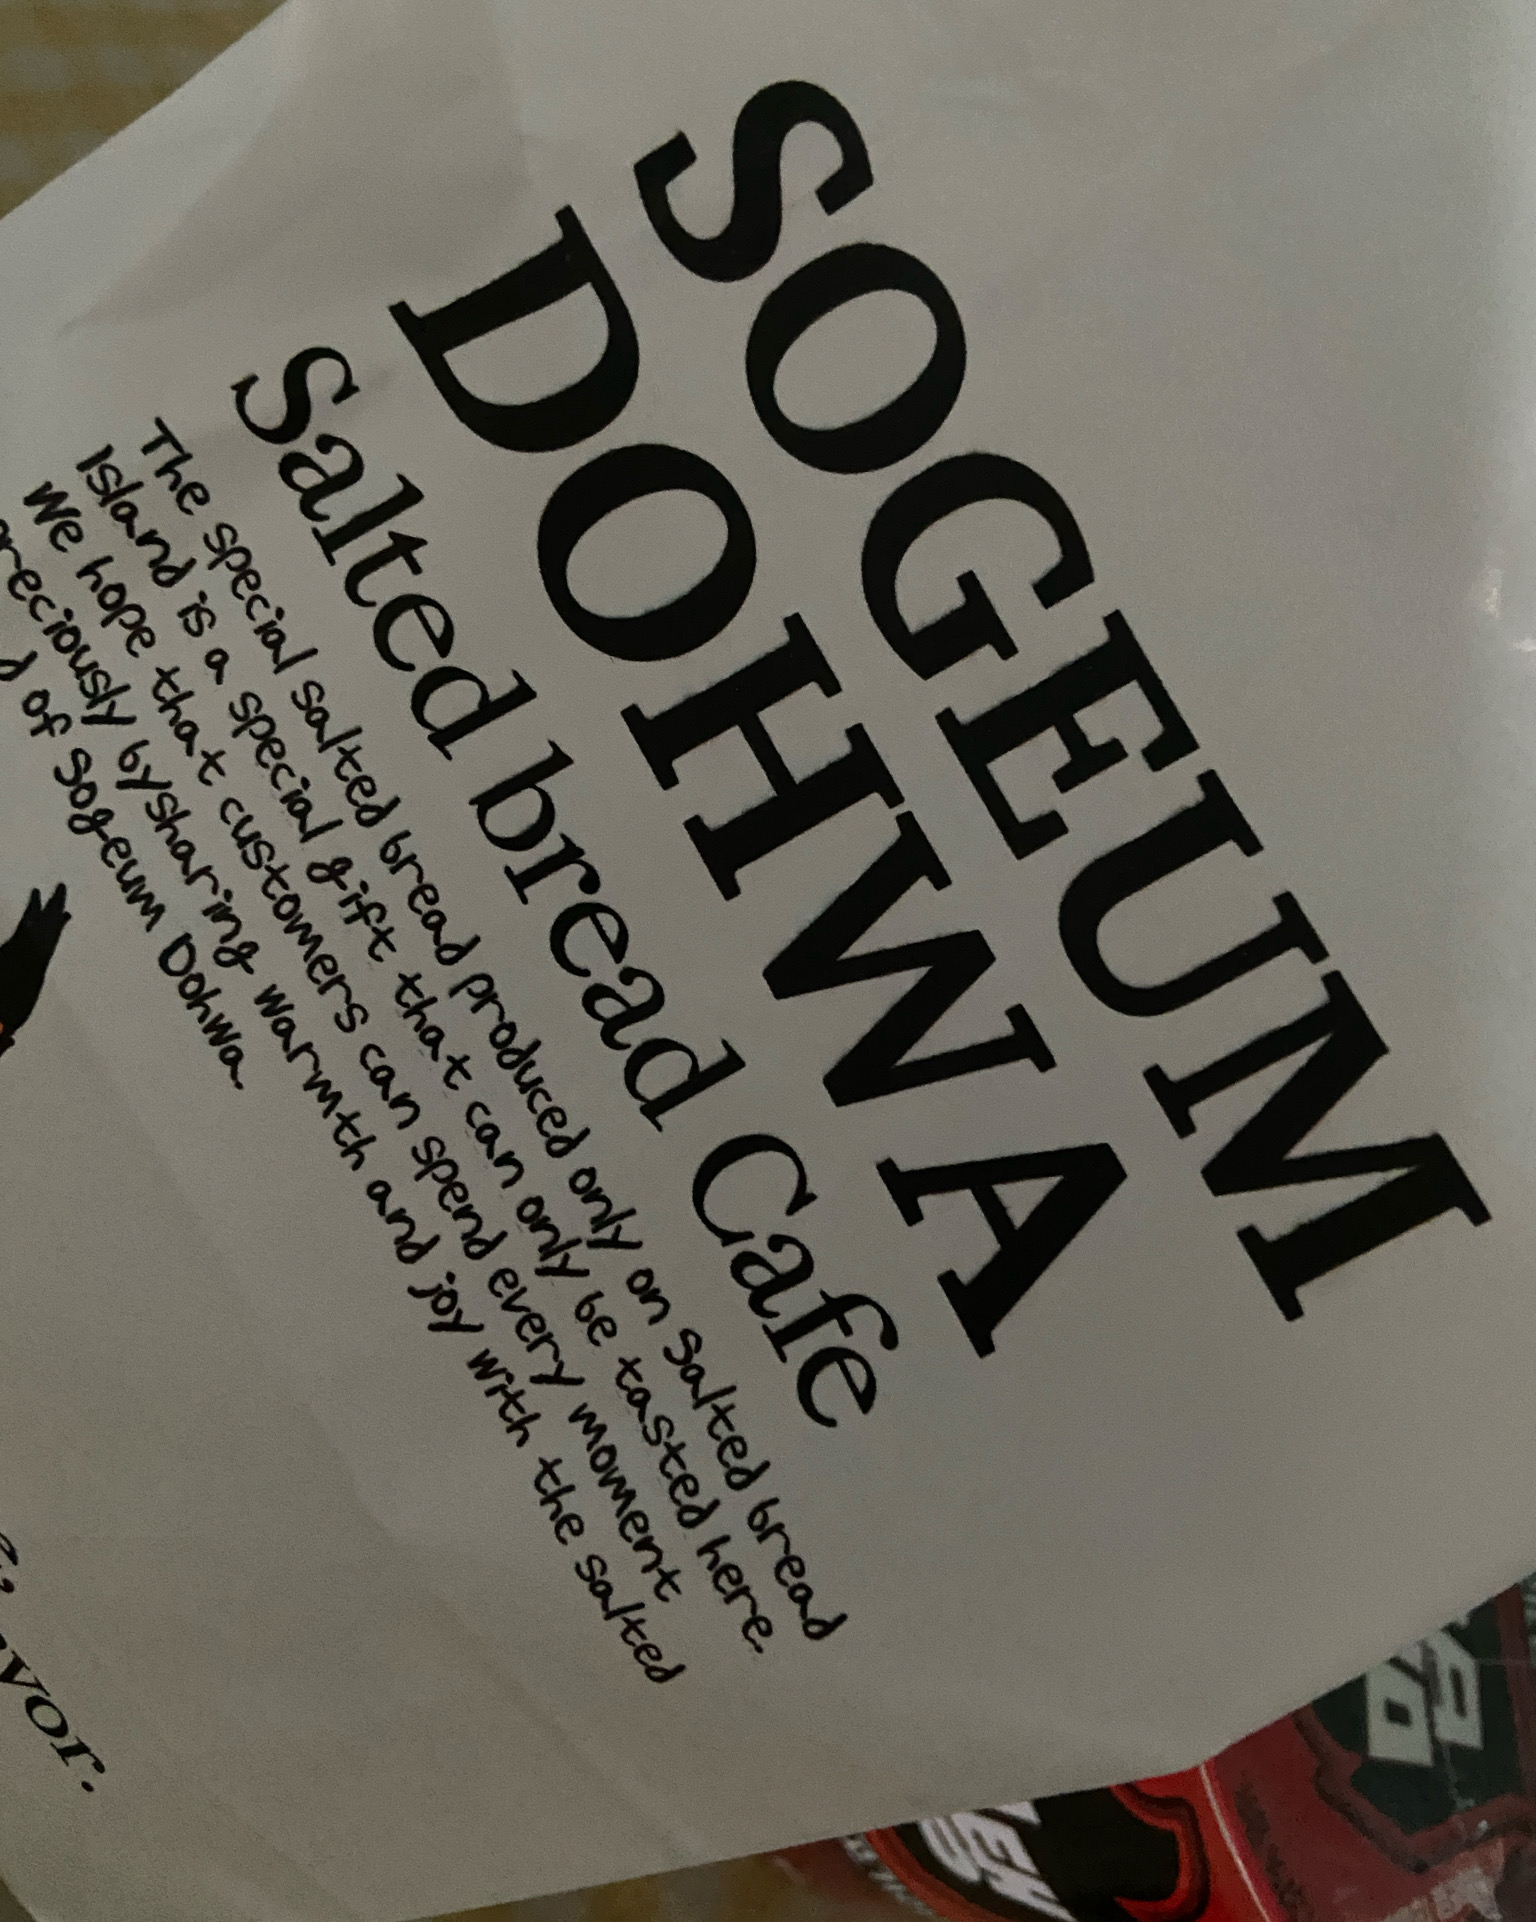 SOGEUM
DOHWA
Salted bread Cafe
The special salted bread produced only on Salted bread
Island is a special gift that can only be tasted here.
We hope that customers can spend every moment
preciously bysharing warmth and joy with the salted
of Sogeum Dohwa.